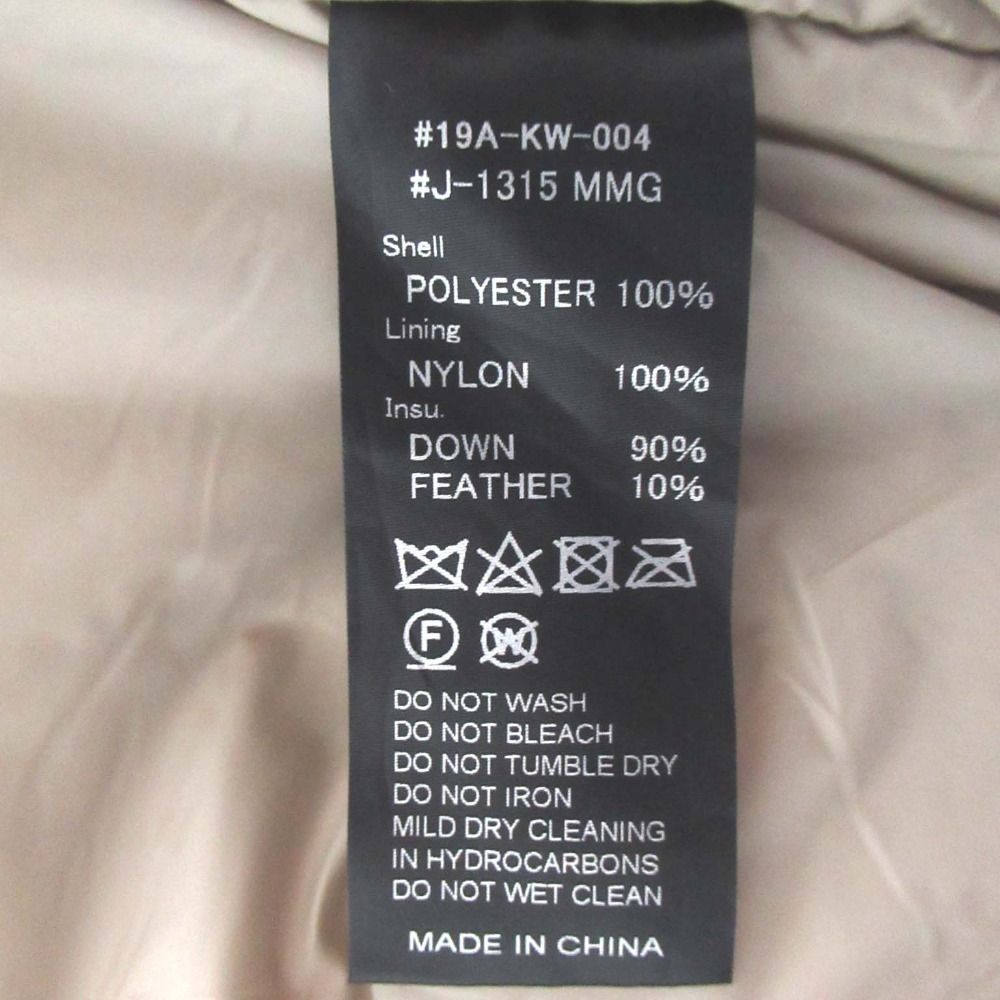 #19A-KW-004
#J-1315 MMG
Shell
POLYESTER 100%
Lining
NYLON 100%
Insu.
DOWN 90%
FEATHER 10%
F W
DO NOT WASH
DO NOT BLEACH
DO NOT TUMBLE DRY
DO NOT IRON
MILD DRY CLEANING
IN HYDROCARBONS
DO NOT WET CLEAN
MADE IN CHINA